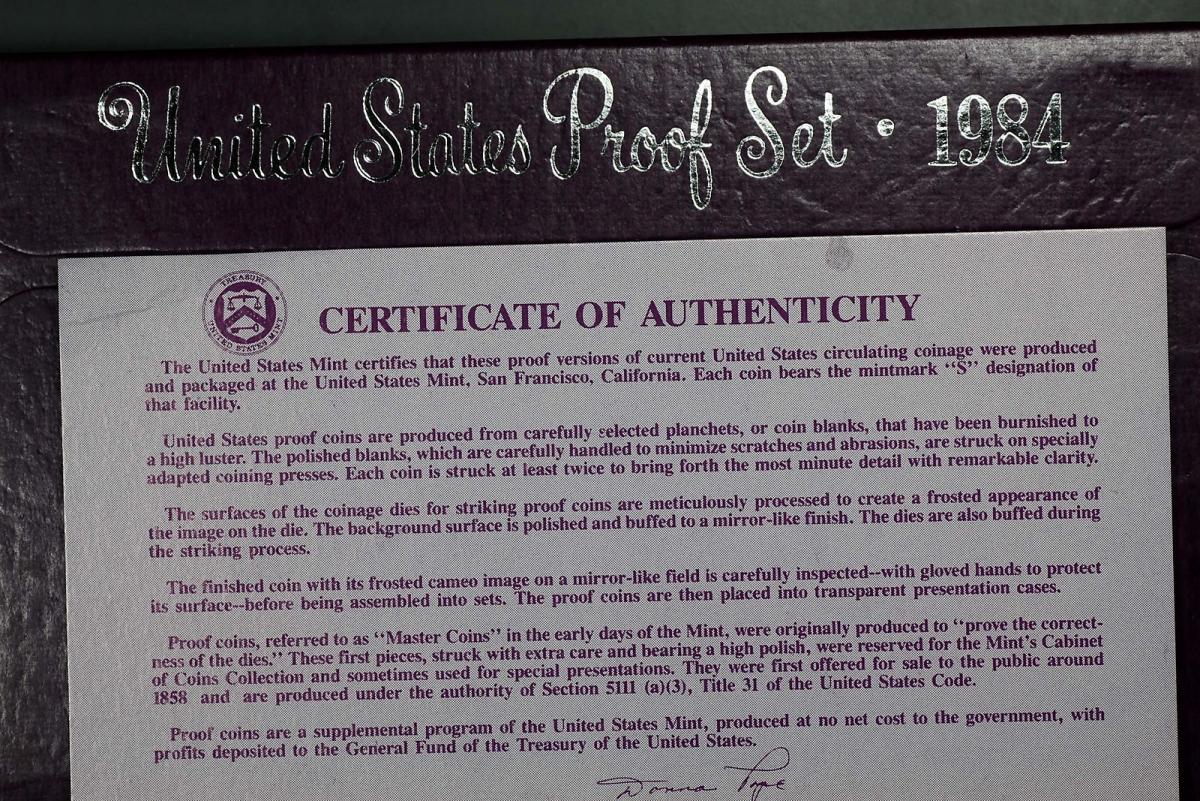 United States Proof Set • 1984
TREASURY
UNITED STATES MINT
CERTIFICATE OF AUTHENTICITY
The United States Mint certifies that these proof versions of current United States circulating coinage were produced
and packaged at the United States Mint, San Francisco, California. Each coin bears the mintmark “S” designation of
that facility.
United States proof coins are produced from carefully selected planchets, or coin blanks, that have been burnished to
a high luster. The polished blanks, which are carefully handled to minimize scratches and abrasions, are struck on specially
adapted coining presses. Each coin is struck at least twice to bring forth the most minute detail with remarkable clarity.
The surfaces of the coinage dies for striking proof coins are meticulously processed to create a frosted appearance of
the image on the die. The background surface is polished and buffed to a mirror-like finish. The dies are also buffed during
the striking process.
The finished coin with its frosted cameo image on a mirror-like field is carefully inspected--with gloved hands to protect
its surface--before being assembled into sets. The proof coins are then placed into transparent presentation cases.
Proof coins, referred to as “Master Coins” in the early days of the Mint, were originally produced to “prove the correct-
ness of the dies.” These first pieces, struck with extra care and bearing a high polish, were reserved for the Mint's Cabinet
of Coins Collection and sometimes used for special presentations. They were first offered for sale to the public around
1858 and are produced under the authority of Section 5111 (a)(3), Title 31 of the United States Code.
Proof coins are a supplemental program of the United States Mint, produced at no net cost to the government, with
profits deposited to the General Fund of the Treasury of the United States.
Donna Pope